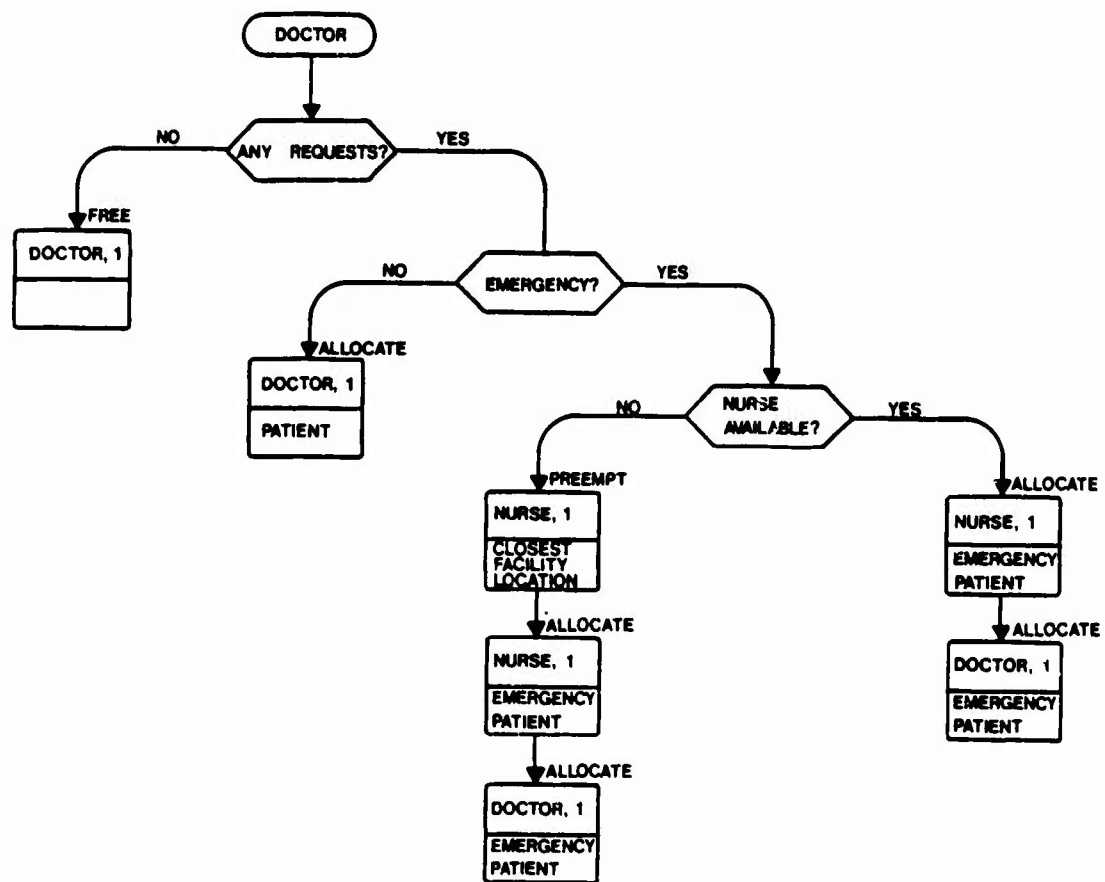 DOCTOR
ANY REQUESTS?
NO
YES
FREE
DOCTOR, 1
EMERGENCY?
NO
YES
ALLOCATE
DOCTOR, 1
PATIENT
NURSE
AVAILABLE?
NO
YES
PREEMPT
NURSE, 1
CLOSEST
FACILITY
LOCATION
ALLOCATE
NURSE, 1
EMERGENCY
PATIENT
ALLOCATE
DOCTOR, 1
EMERGENCY
PATIENT
ALLOCATE
NURSE, 1
EMERGENCY
PATIENT
ALLOCATE
DOCTOR, 1
EMERGENCY
PATIENT